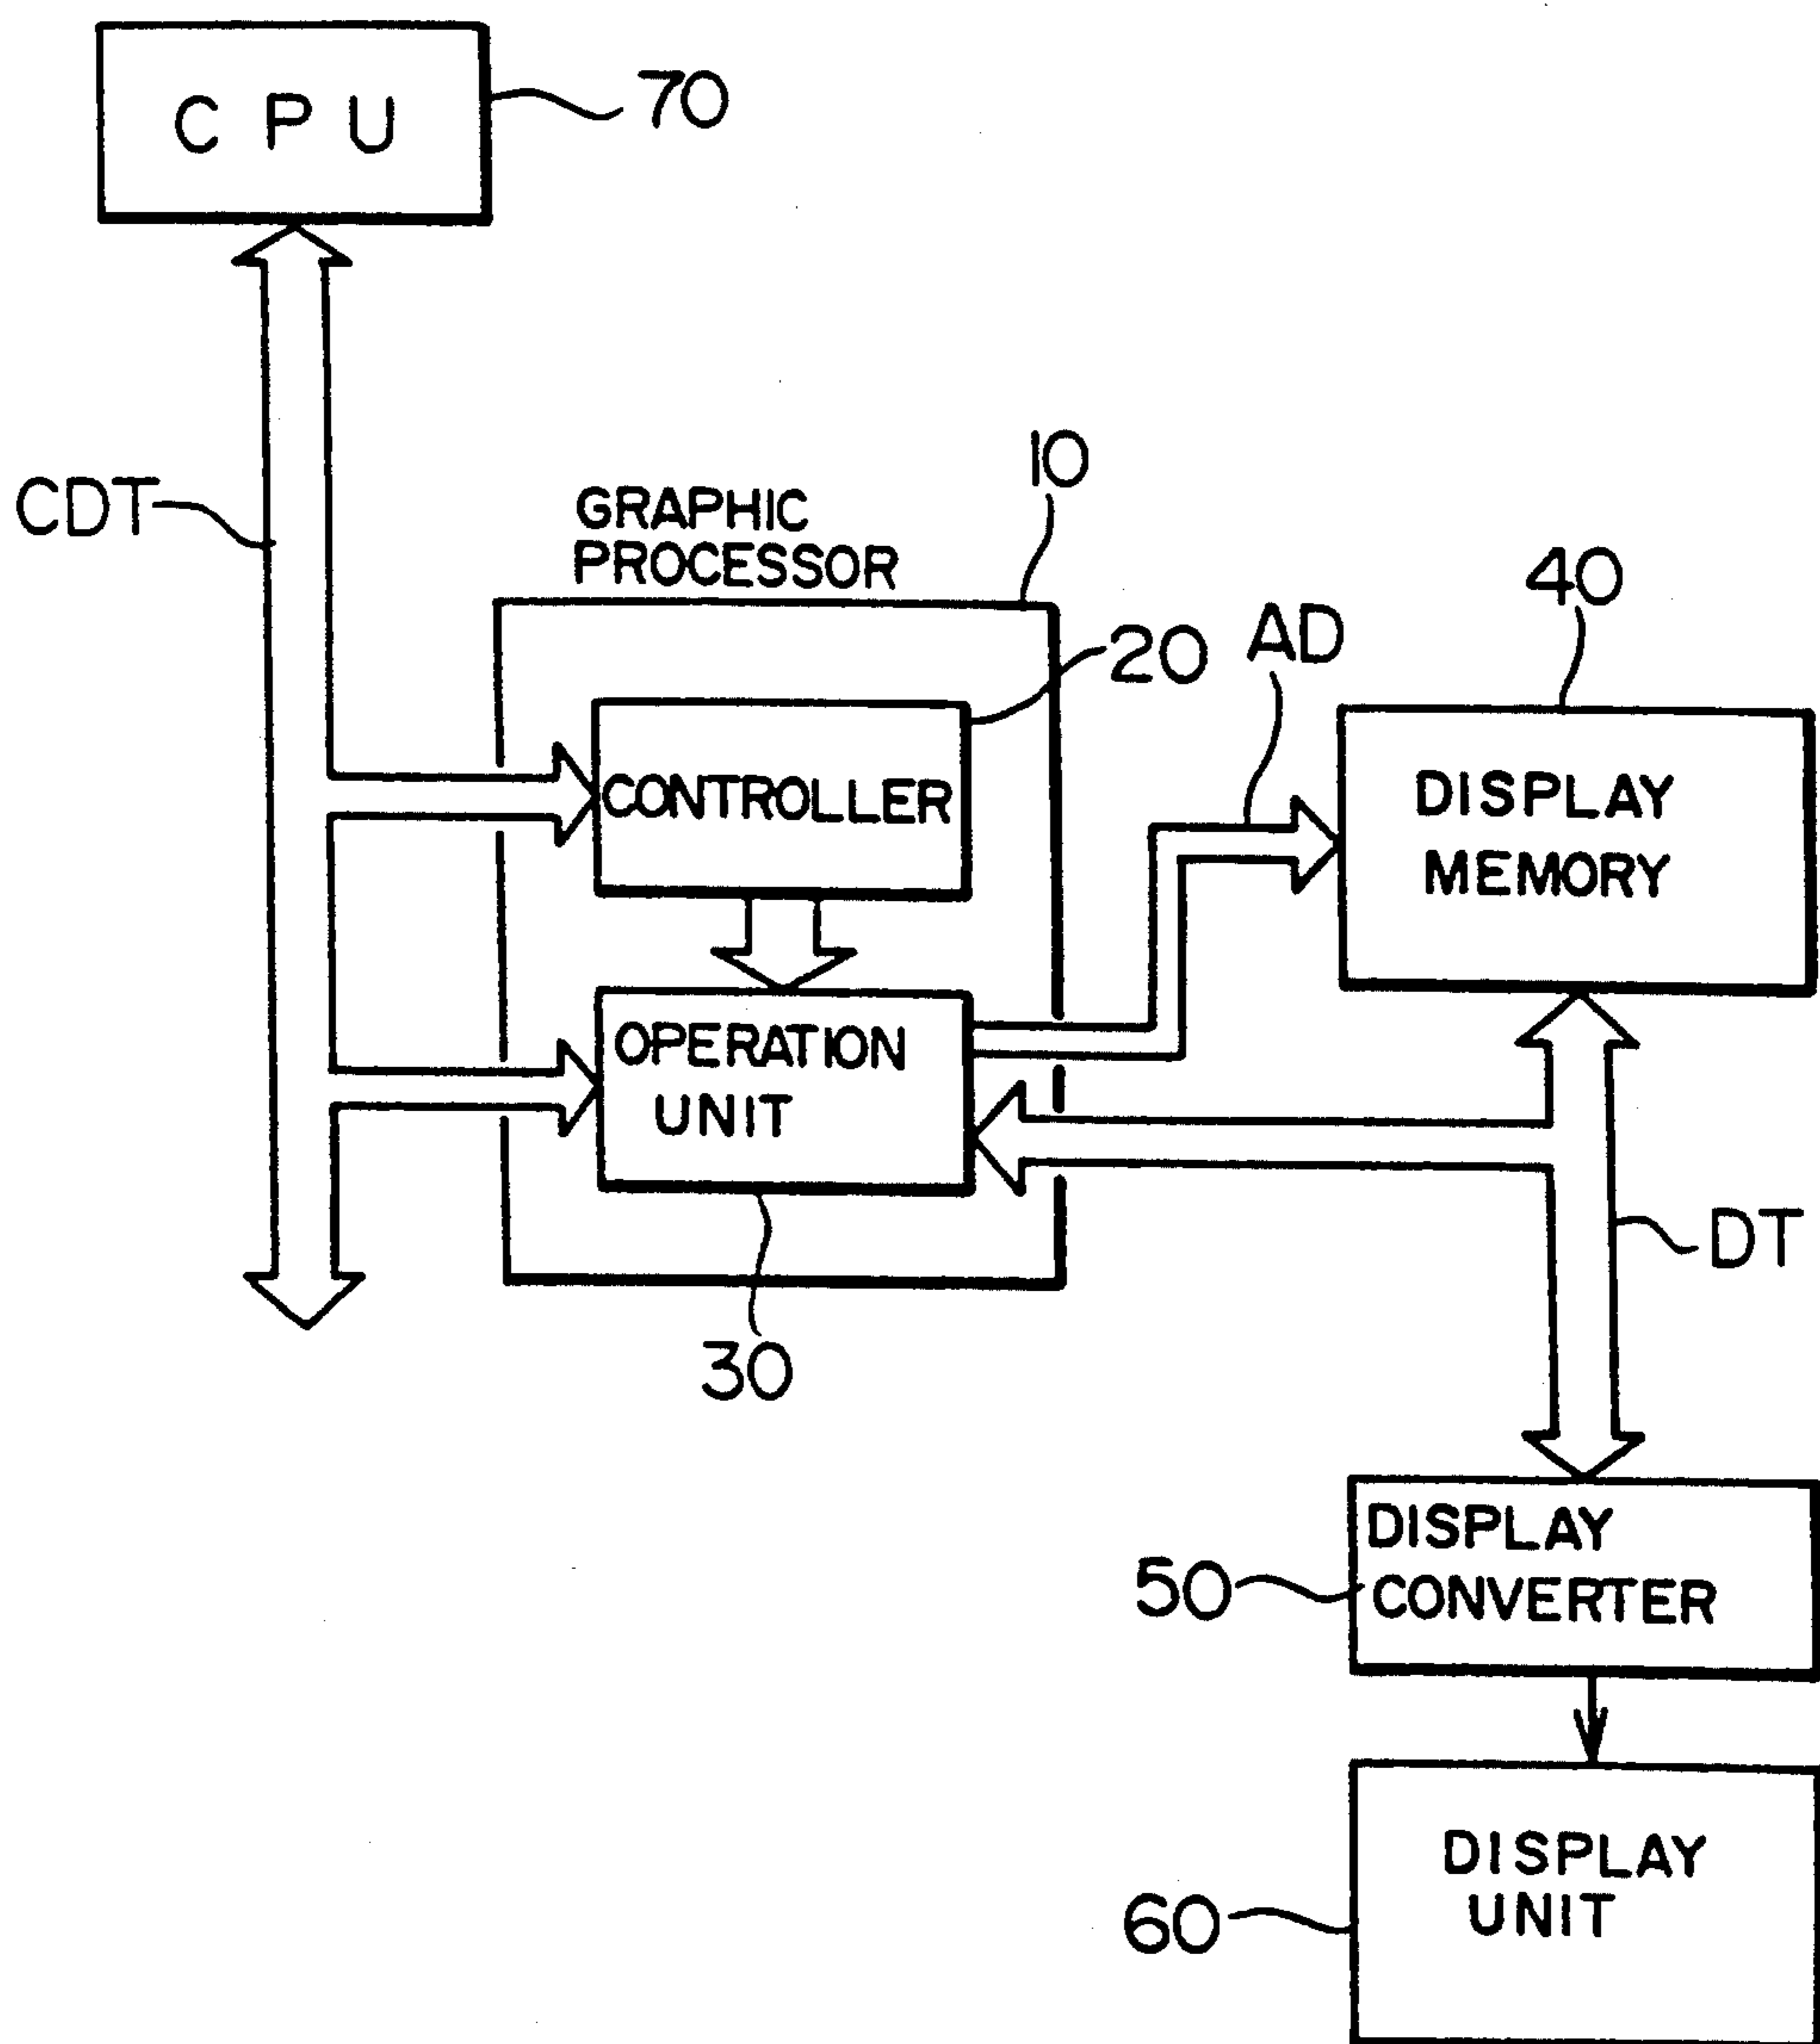 C P U
70
CDT
10
GRAPHIC
PROCESSOR
40
20
AD
CONTROLLER
DISPLAY
MEMORY
OPERATION
UNIT
DT
30
DISPLAY
CONVERTER
50
DISPLAY
UNIT
60